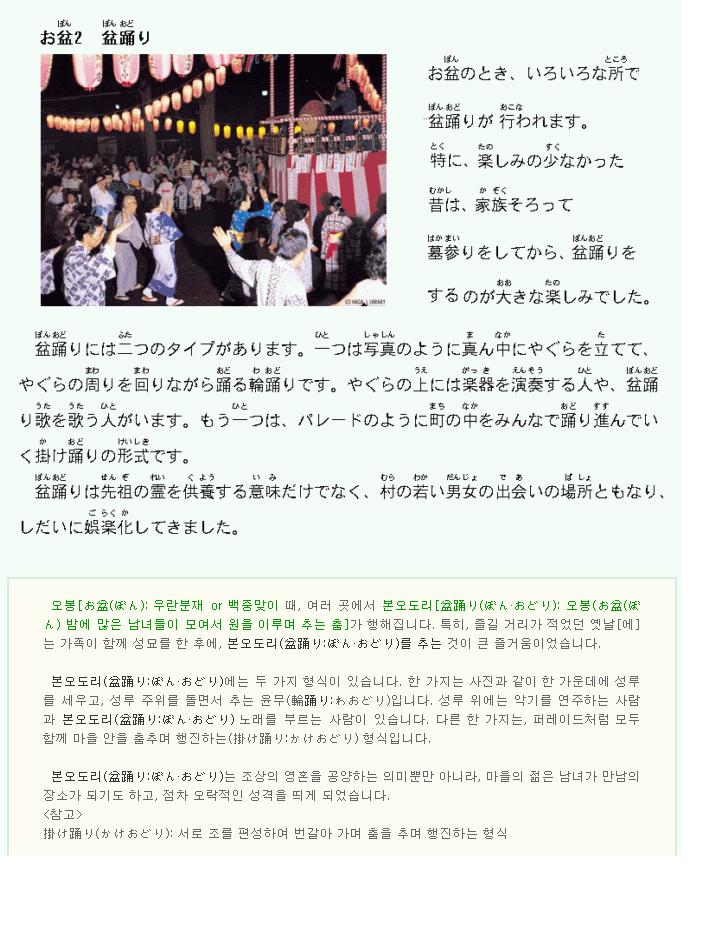 お盆2 盆踊り
(C) HAGA LIBRARY
お盆のとき、いろいろな所で
盆踊りが 行われます。
特に、楽しみの少なかった
昔は、家族そろって
墓参りをしてから、盆踊りを
するのが大きな楽しみでした。
盆踊りには二つのタイプがあります。一つは写真のように真ん中にやぐらを立てて、
やぐらの周りを回りながら踊る輪踊りです。やぐらの上には楽器を演奏する人や、盆踊
り歌を歌う人がいます。もう一つは、パレードのように町の中をみんなで踊り進んでい
く掛け踊りの形式です。
盆踊りは先祖の霊を供養する意味だけでなく、村の若い男女の出会いの場所ともなり、
しだいに娯楽化してきました。
오봉[お盆(ぼん): 우란분재 or 백중맞이 때, 여러 곳에서 본오도리[盆踊り(ぼん·おどり): 오봉(お盆(ぼ
ん) 밤에 많은 남녀들이 모여서 원을 이루며 추는 춤]가 행해집니다. 특히, 즐길 거리가 적었던 옛날[에]
는 가족이 함께 성묘를 한 후에, 본오도리(盆踊り:ぼん·おどり)를 추는 것이 큰 즐거움이었습니다.
본오도리(盆踊り:ぼん·おどり)에는 두 가지 형식이 있습니다. 한 가지는 사진과 같이 한 가운데에 성루
를 세우고, 성루 주위를 돌면서 추는 윤무(輪踊り:わおどり)입니다. 성루 위에는 악기를 연주하는 사람
과 본오도리(盆踊り:ぼん·おどり) 노래를 부르는 사람이 있습니다. 다른 한 가지는, 퍼레이드처럼 모두
함께 마을 안을 춤추며 행진하는(掛け踊り:かけおどり) 형식입니다.
본오도리(盆踊り:ぼん·おどり)는 조상의 영혼을 공양하는 의미뿐만 아니라, 마을의 젊은 남녀가 만남의
장소가 되기도 하고, 점차 오락적인 성격을 띄게 되었습니다.
<참고>
掛け踊り(かけおどり): 서로 조를 편성하여 번갈아 가며 춤을 추며 행진하는 형식